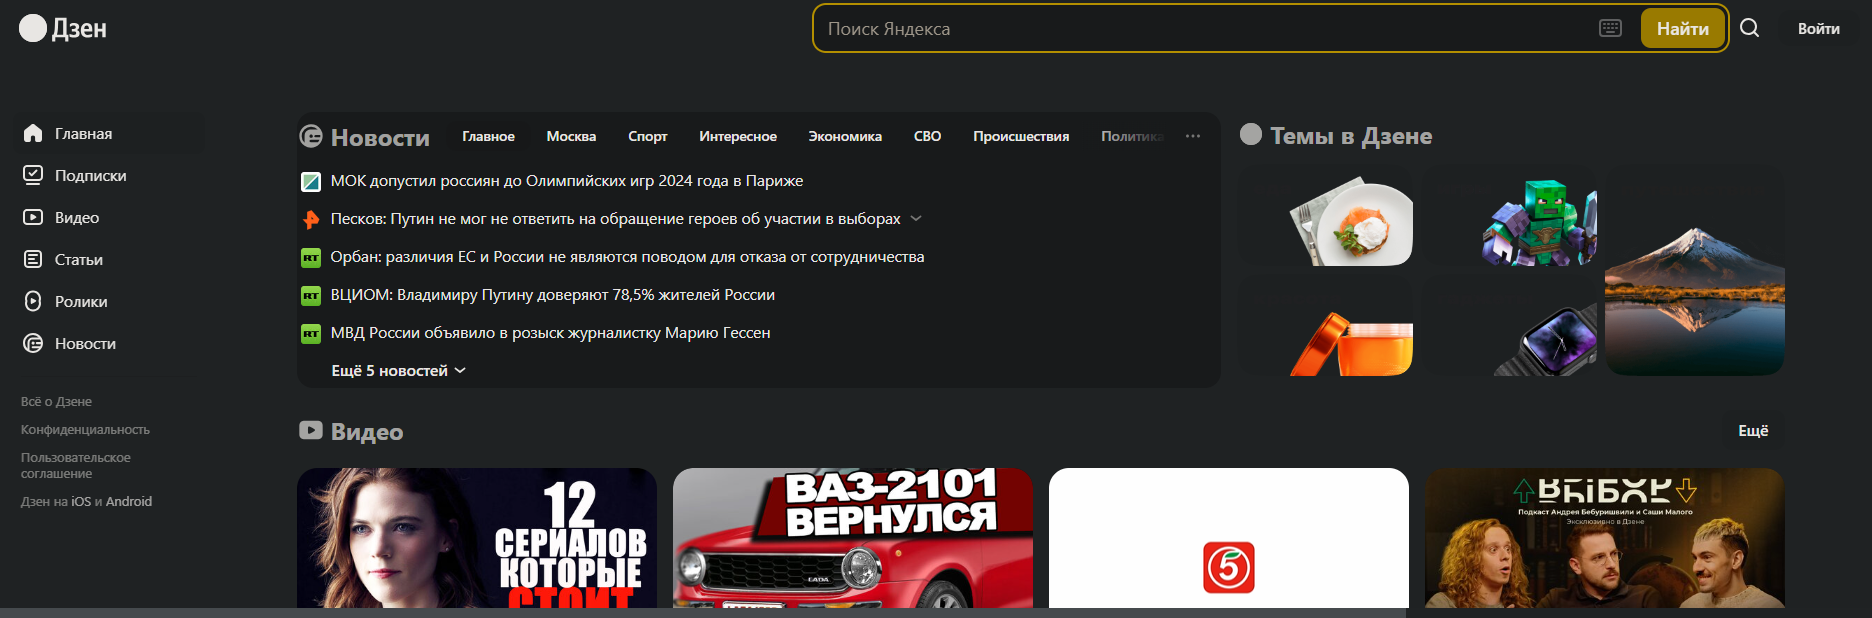 Дзен
Поиск Яндекса
Найти
Войти
Главная
Подписки
Видео
Статьи
Ролики
Новости
Всё о Дзене
Конфиденциальность
Пользовательское
соглашение
Дзен на iOS и Android
Новости
Главное Москва Спорт Интересное Экономика СВО Происшествия Политика ...
МОК допустил россиян до Олимпийских игр 2024 года в Париже
Песков: Путин не мог не ответить на обращение героев об участии в выборах
RT Орбан: различия ЕС и России не являются поводом для отказа от сотрудничества
RT ВЦИОМ: Владимиру Путину доверяют 78,5% жителей России
RT МВД России объявило в розыск журналистку Марию Гессен
Ещё 5 новостей
Темы в Дзене
Видео
Ещё
12
СЕРИАЛОВ
КОТОРЫЕ
СТОИТ
ВАЗ-2101
ВЕРНУЛСЯ
LADA
5
ВЫБОР
Подкаст Андрея Бебуришвили и Саши Малого
Эксклюзивно в Дзене